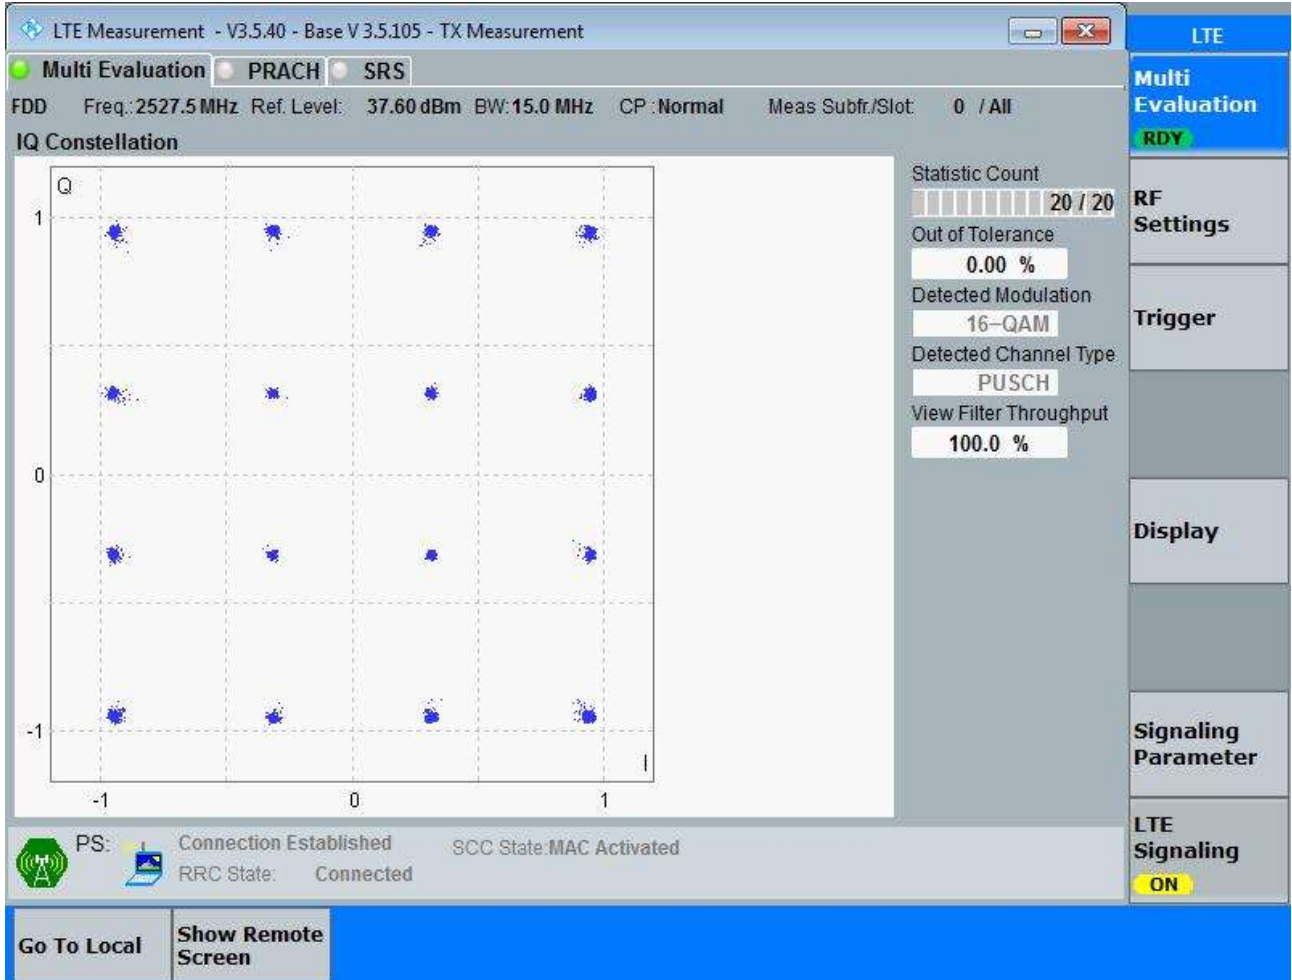 LTE Measurement - V3.5.40 - Base V 3.5.105 - TX Measurement
LTE
Multi Evaluation PRACH SRS
Multi
Evaluation
RDY
FDD Freq.: 2527.5 MHz Ref. Level: 37.60 dBm BW: 15.0 MHz CP : Normal Meas Subfr./Slot: 0 / All
IQ Constellation
Q
1
0
-1
I
-1 0 1
Statistic Count
20 / 20
Out of Tolerance
0.00 %
Detected Modulation
16-QAM
Detected Channel Type
PUSCH
View Filter Throughput
100.0 %
RF
Settings
Trigger
Display
Signaling
Parameter
LTE
Signaling
ON
PS: Connection Established SCC State: MAC Activated
RRC State: Connected
Go To Local
Show Remote
Screen